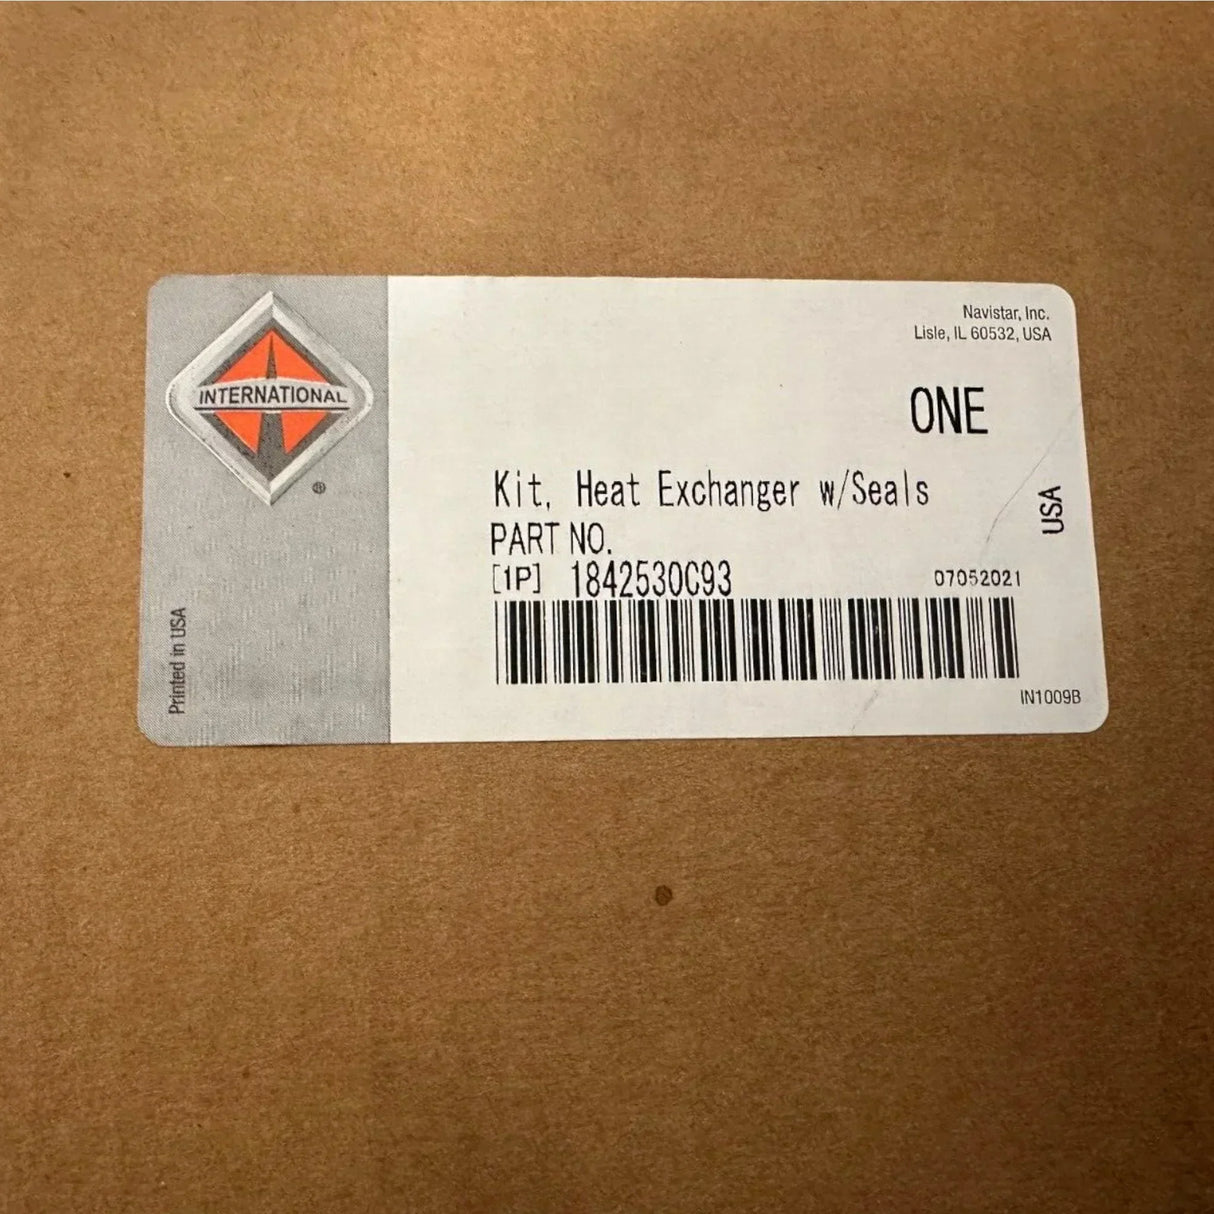 INTERNATIONAL
®
Printed in USA
Navistar, Inc.
Lisle, IL 60532, USA
ONE
Kit, Heat Exchanger w/Seals
PART NO.
[1P] 1842530C93
07052021
USA
IN1009B